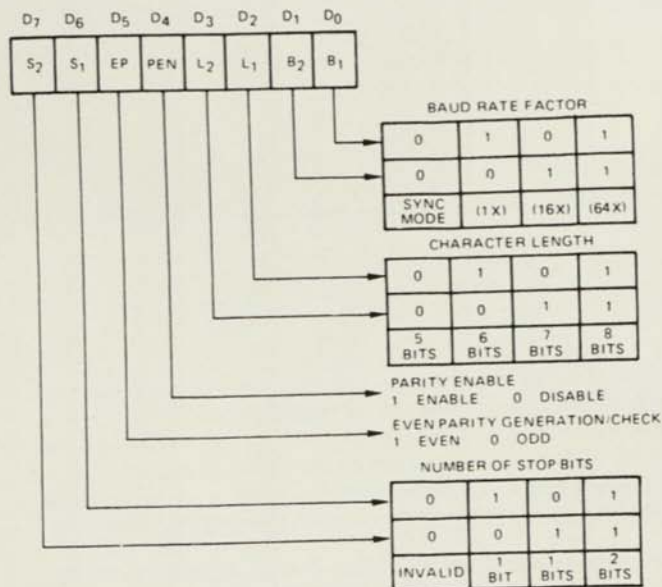 D7 D6 D5 D4 D3 D2 D1 D0
S2 S1 EP PEN L2 L1 B2 B1
BAUD RATE FACTOR
0 1 0 1
0 0 1 1
SYNC MODE (1X) (16X) (64X)
CHARACTER LENGTH
0 1 0 1
0 0 1 1
5 BITS 6 BITS 7 BITS 8 BITS
PARITY ENABLE
1 ENABLE 0 DISABLE
EVEN PARITY GENERATION/CHECK
1 EVEN 0 ODD
NUMBER OF STOP BITS
0 1 0 1
0 0 1 1
INVALID 1 BIT 1 BITS 2 BITS